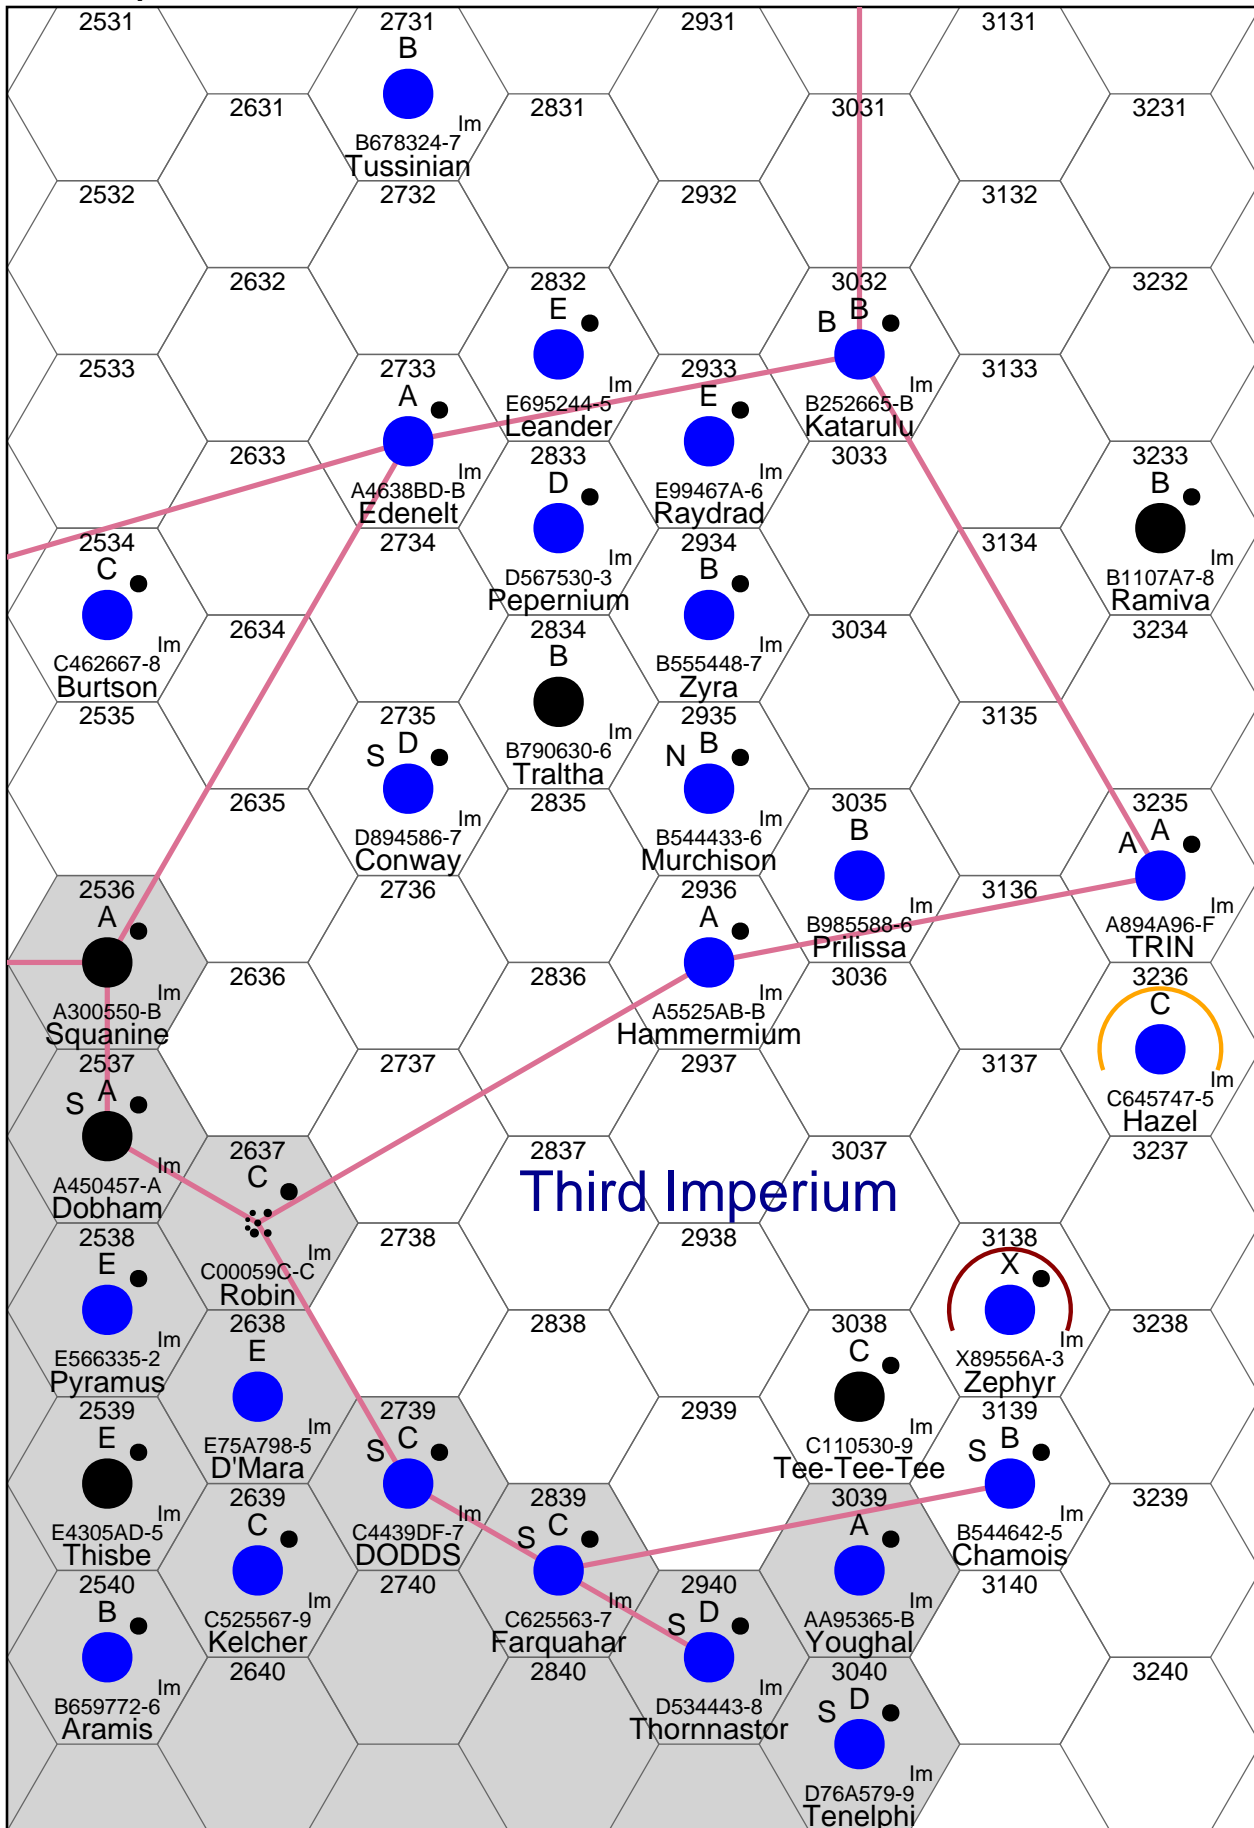 2531
2731
2931
3131
B
2631
2831
3031
3231
Im
B678324-7
Tussinian
2532
2732
2932
3132
2632
2832
3032
3232
E
B
B
2533
2733
Im
2933
Im
3133
A
E695244-5
E
B252665-B
Leander
Katarulu
2633
Im
2833
Im
3033
3233
A4638BD-B
D
E99467A-6
B
Edenelt
Raydrad
2534
2734
Im
2934
3134
Im
C
D567530-3
B
B1107A7-8
Pepernium
Ramiva
Im
2634
2834
Im
3034
3234
C462667-8
B
B555448-7
Burtson
Zyra
2535
2735
Im
2935
3135
S
D
B790630-6
N
B
Traltha
2635
Im
2835
Im
3035
3235
D894586-7
B544433-6
B
A
A
Conway
Murchison
2536
2736
2936
Im
3136
Im
A
A
B985588-6
A894A96-F
Prilissa
TRIN
Im
2636
2836
Im
3036
3236
A300550-B
A5525AB-B
C
Squanine
Hammermium
2537
2737
2937
3137
Im
S
A
C645747-5
Hazel
Im
2637
2837
3037
3237
A450457-A
C
Third Imperium
Dobham
2538
Im
2738
2938
3138
E
C00059C-C
X
Robin
Im
2638
2838
3038
Im
3238
E566335-2
E
C
X89556A-3
Pyramus
Zephyr
2539
Im
2739
2939
Im
3139
E
E75A798-5
S
C
C110530-9
S
B
D'Mara
Tee-Tee-Tee
Im
2639
Im
2839
3039
Im
3239
E4305AD-5
C
C4439DF-7
S
C
A
B544642-5
Thisbe
DODDS
Chamois
2540
Im
2740
Im
2940
Im
3140
B
C525567-9
C625563-7
S
D
AA95365-B
Kelcher
Farquahar
Youghal
Im
2640
2840
Im
3040
3240
B659772-6
D534443-8
S
D
Aramis
Thornnastor
Im
D76A579-9
Tenelphi